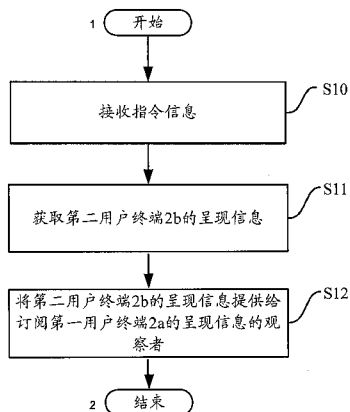 1 开始
S10
接收指令信息
S11
获取第二用户终端2b的呈现信息
S12
将第二用户终端2b的呈现信息提供给
订阅第一用户终端2a的呈现信息的观
察者
2 结束